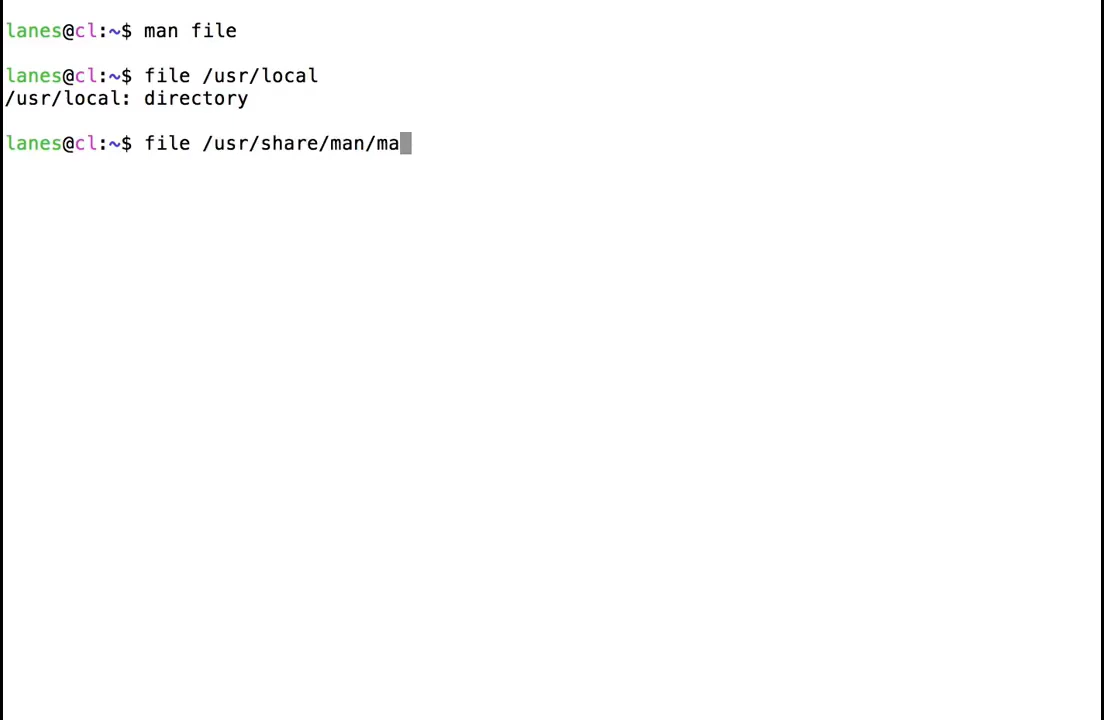 lanes@cl:~$ man file
lanes@cl:~$ file /usr/local
/usr/local: directory
lanes@cl:~$ file /usr/share/man/ma